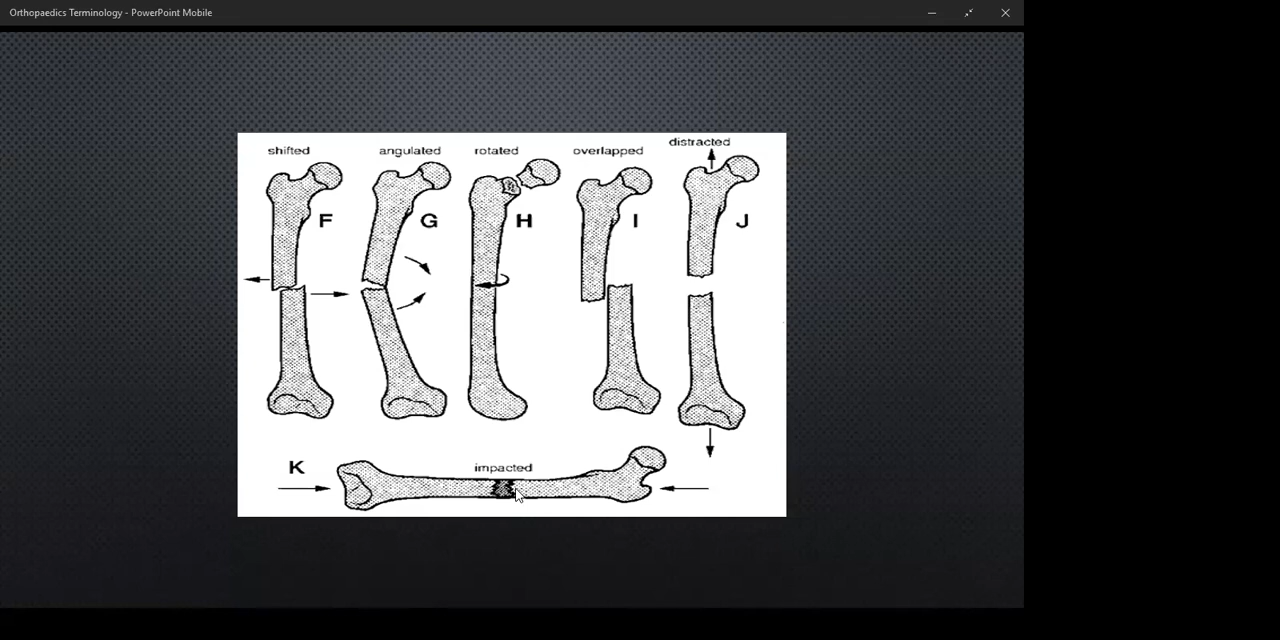 Orthopaedics Terminology - PowerPoint Mobile
shifted angulated rotated overlapped distracted
F G H I J
K impacted